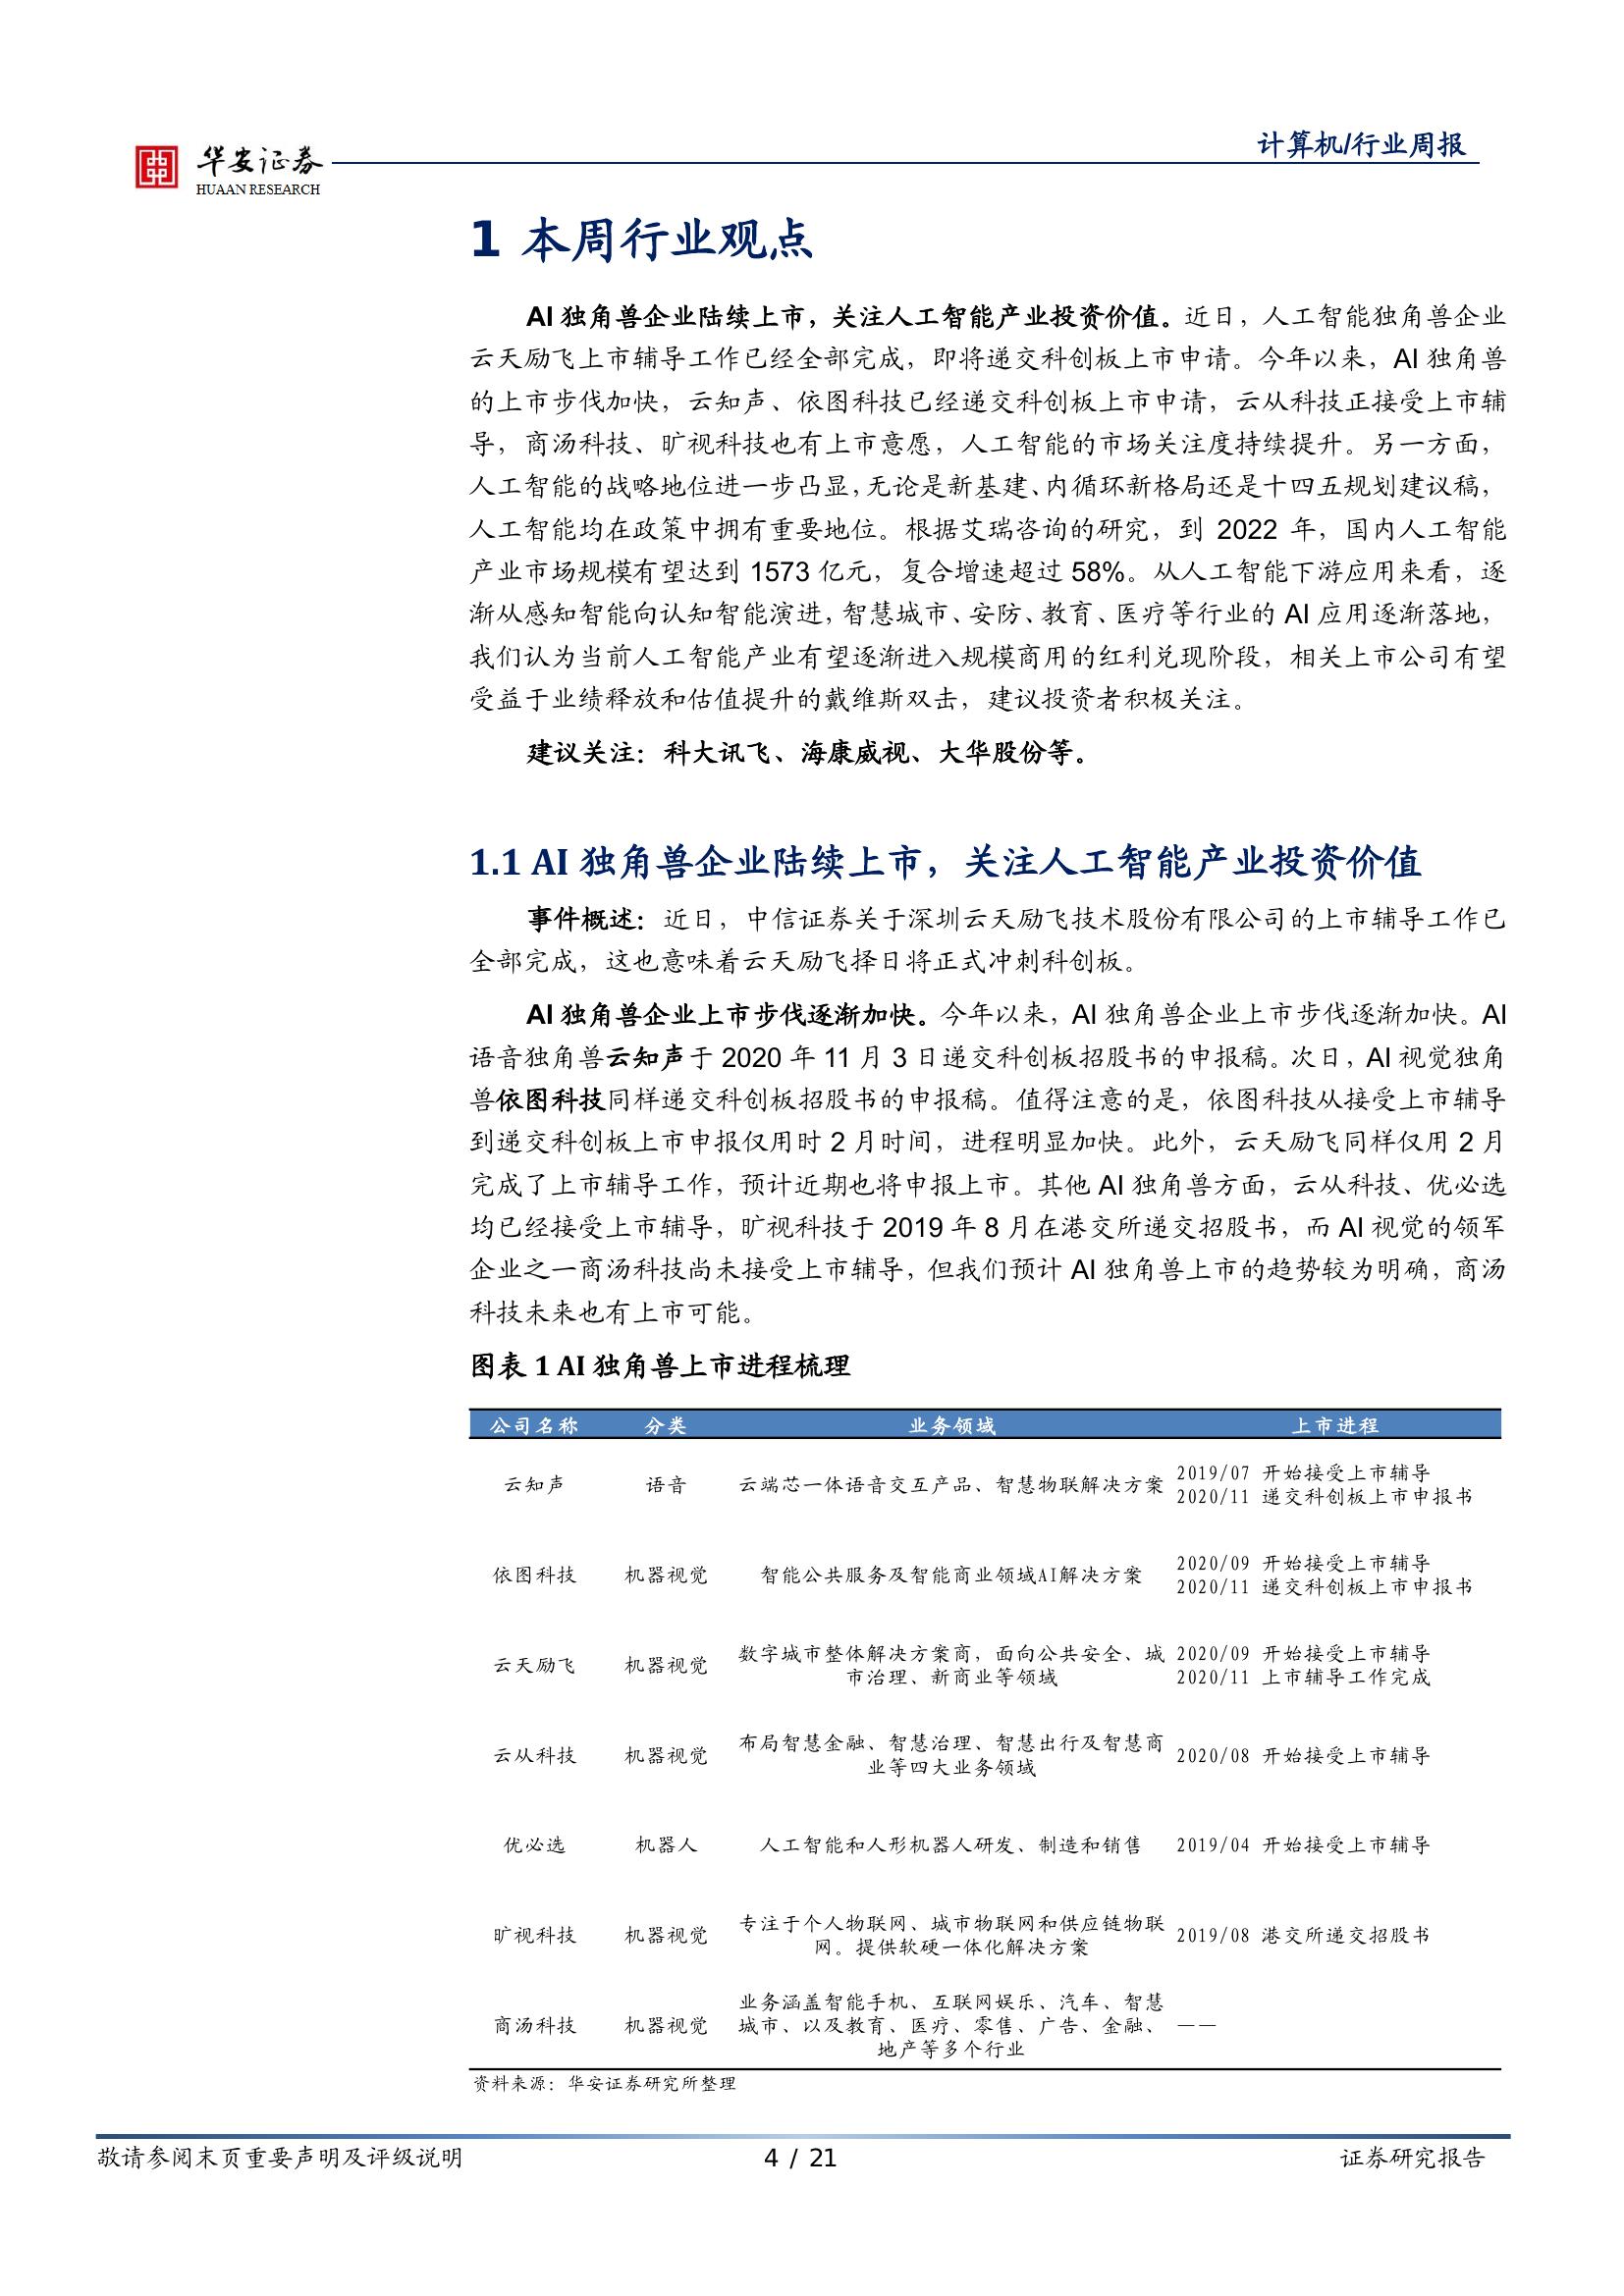 华安证券
HUAAN RESEARCH
计算机/行业周报
1 本周行业观点
AI 独角兽企业陆续上市，关注人工智能产业投资价值。近日，人工智能独角兽企业
云天励飞上市辅导工作已经全部完成，即将递交科创板上市申请。今年以来，AI 独角兽
的上市步伐加快，云知声、依图科技已经递交科创板上市申请，云从科技正接受上市辅
导，商汤科技、旷视科技也有上市意愿，人工智能的市场关注度持续提升。另一方面，
人工智能的战略地位进一步凸显，无论是新基建、内循环新格局还是十四五规划建议稿，
人工智能均在政策中拥有重要地位。根据艾瑞咨询的研究，到 2022 年，国内人工智能
产业市场规模有望达到 1573 亿元，复合增速超过 58%。从人工智能下游应用来看，逐
渐从感知智能向认知智能演进，智慧城市、安防、教育、医疗等行业的 AI 应用逐渐落地，
我们认为当前人工智能产业有望逐渐进入规模商用的红利兑现阶段，相关上市公司有望
受益于业绩释放和估值提升的戴维斯双击，建议投资者积极关注。
建议关注：科大讯飞、海康威视、大华股份等。
1.1 AI 独角兽企业陆续上市，关注人工智能产业投资价值
事件概述：近日，中信证券关于深圳云天励飞技术股份有限公司的上市辅导工作已
全部完成，这也意味着云天励飞择日将正式冲刺科创板。
AI 独角兽企业上市步伐逐渐加快。今年以来，AI 独角兽企业上市步伐逐渐加快。AI
语音独角兽云知声于 2020 年 11 月 3 日递交科创板招股书的申报稿。次日，AI 视觉独角
兽依图科技同样递交科创板招股书的申报稿。值得注意的是，依图科技从接受上市辅导
到递交科创板上市申报仅用时 2 月时间，进程明显加快。此外，云天励飞同样仅用 2 月
完成了上市辅导工作，预计近期也将申报上市。其他 AI 独角兽方面，云从科技、优必选
均已经接受上市辅导，旷视科技于 2019 年 8 月在港交所递交招股书，而 AI 视觉的领军
企业之一商汤科技尚未接受上市辅导，但我们预计 AI 独角兽上市的趋势较为明确，商汤
科技未来也有上市可能。
图表 1 AI 独角兽上市进程梳理
公司名称 分类 业务领域 上市进程
云知声 语音 云端芯一体语音交互产品、智慧物联解决方案 2019/07 开始接受上市辅导
2020/11 递交科创板上市申报书
依图科技 机器视觉 智能公共服务及智能商业领域AI解决方案 2020/09 开始接受上市辅导
2020/11 递交科创板上市申报书
云天励飞 机器视觉 数字城市整体解决方案商，面向公共安全、城 2020/09 开始接受上市辅导
市治理、新商业等领域 2020/11 上市辅导工作完成
云从科技 机器视觉 布局智慧金融、智慧治理、智慧出行及智慧商 2020/08 开始接受上市辅导
业等四大业务领域
优必选 机器人 人工智能和人形机器人研发、制造和销售 2019/04 开始接受上市辅导
旷视科技 机器视觉 专注于个人物联网、城市物联网和供应链物联 2019/08 港交所递交招股书
网。提供软硬一体化解决方案
业务涵盖智能手机、互联网娱乐、汽车、智慧
商汤科技 机器视觉 城市、以及教育、医疗、零售、广告、金融、 ——
地产等多个行业
资料来源：华安证券研究所整理
敬请参阅末页重要声明及评级说明 4 / 21 证券研究报告